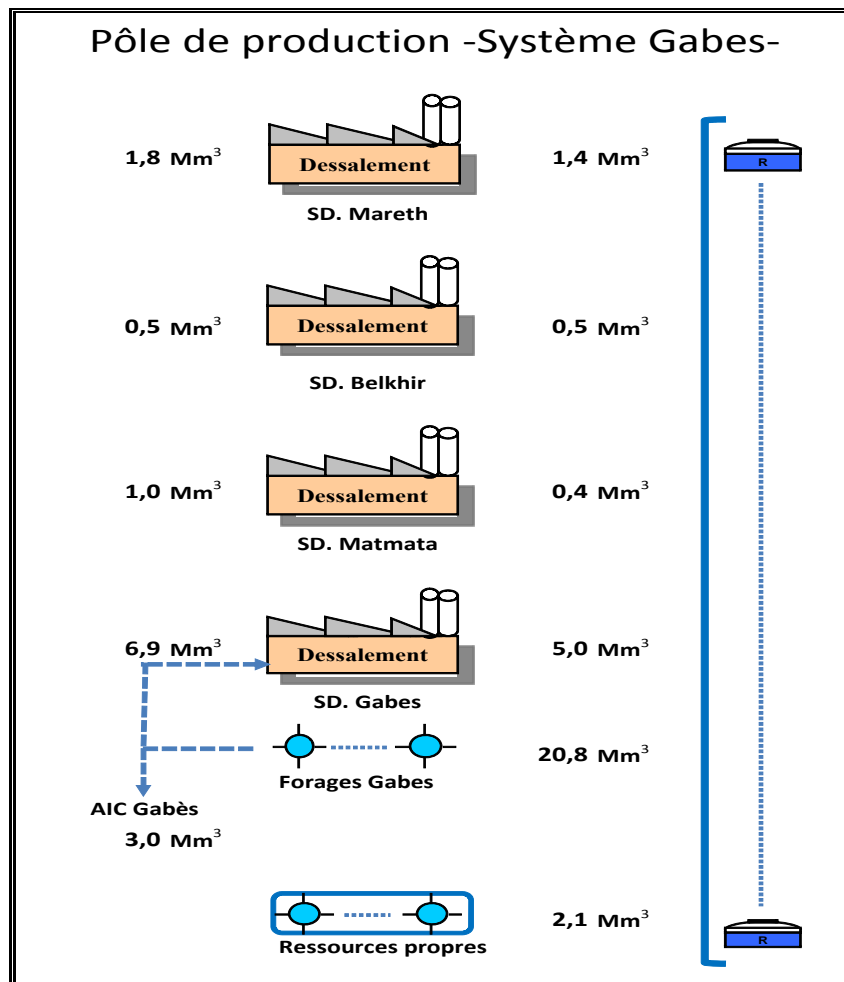 Pôle de production -Système Gabes-
1,8 Mm³ Dessalement 1,4 Mm³ R
SD. Mareth
0,5 Mm³ Dessalement 0,5 Mm³
SD. Belkhir
1,0 Mm³ Dessalement 0,4 Mm³
SD. Matmata
6,9 Mm³ Dessalement 5,0 Mm³
SD. Gabes
20,8 Mm³
Forages Gabes
AIC Gabès
3,0 Mm³
2,1 Mm³
R
Ressources propres